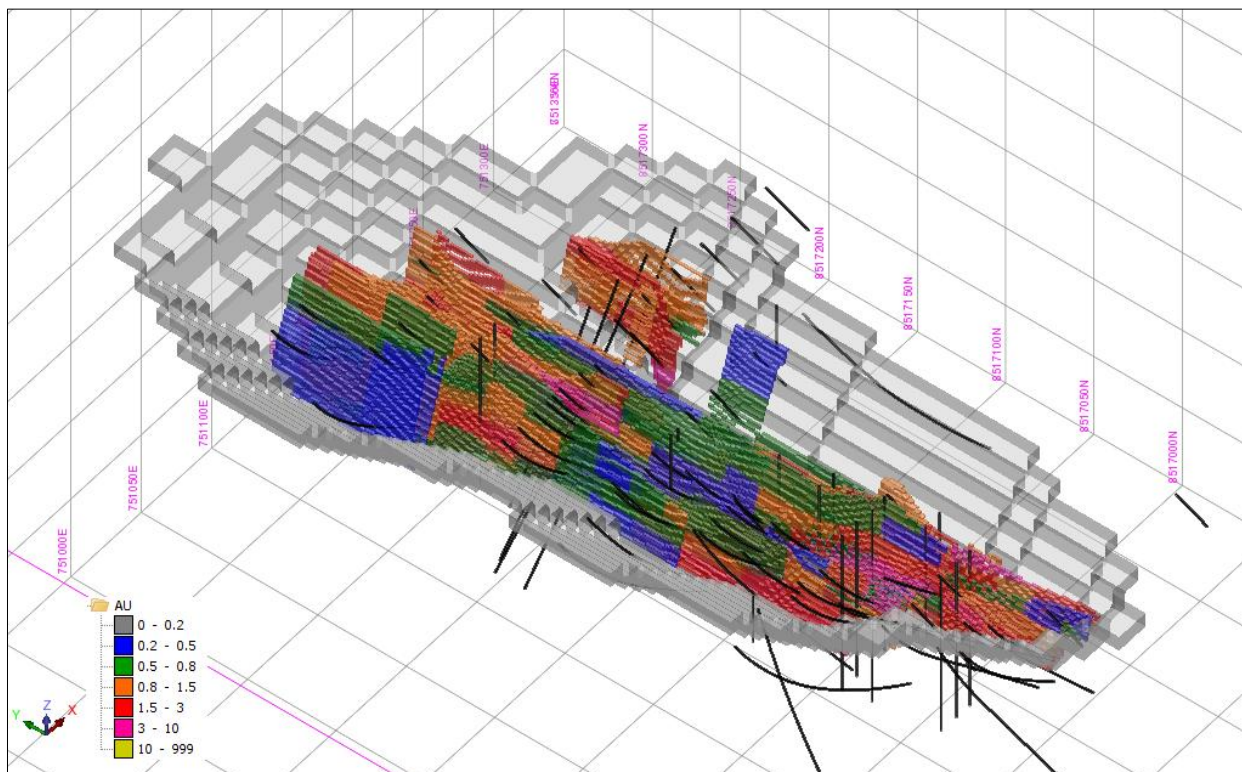 8517300N
8517250N
751300E
8517200N
8517150N
8517100N
8517050N
8517000N
751100E
751050E
751000E
AU
0 - 0.2
0.2 - 0.5
0.5 - 0.8
0.8 - 1.5
1.5 - 3
3 - 10
10 - 999
Z
Y
X